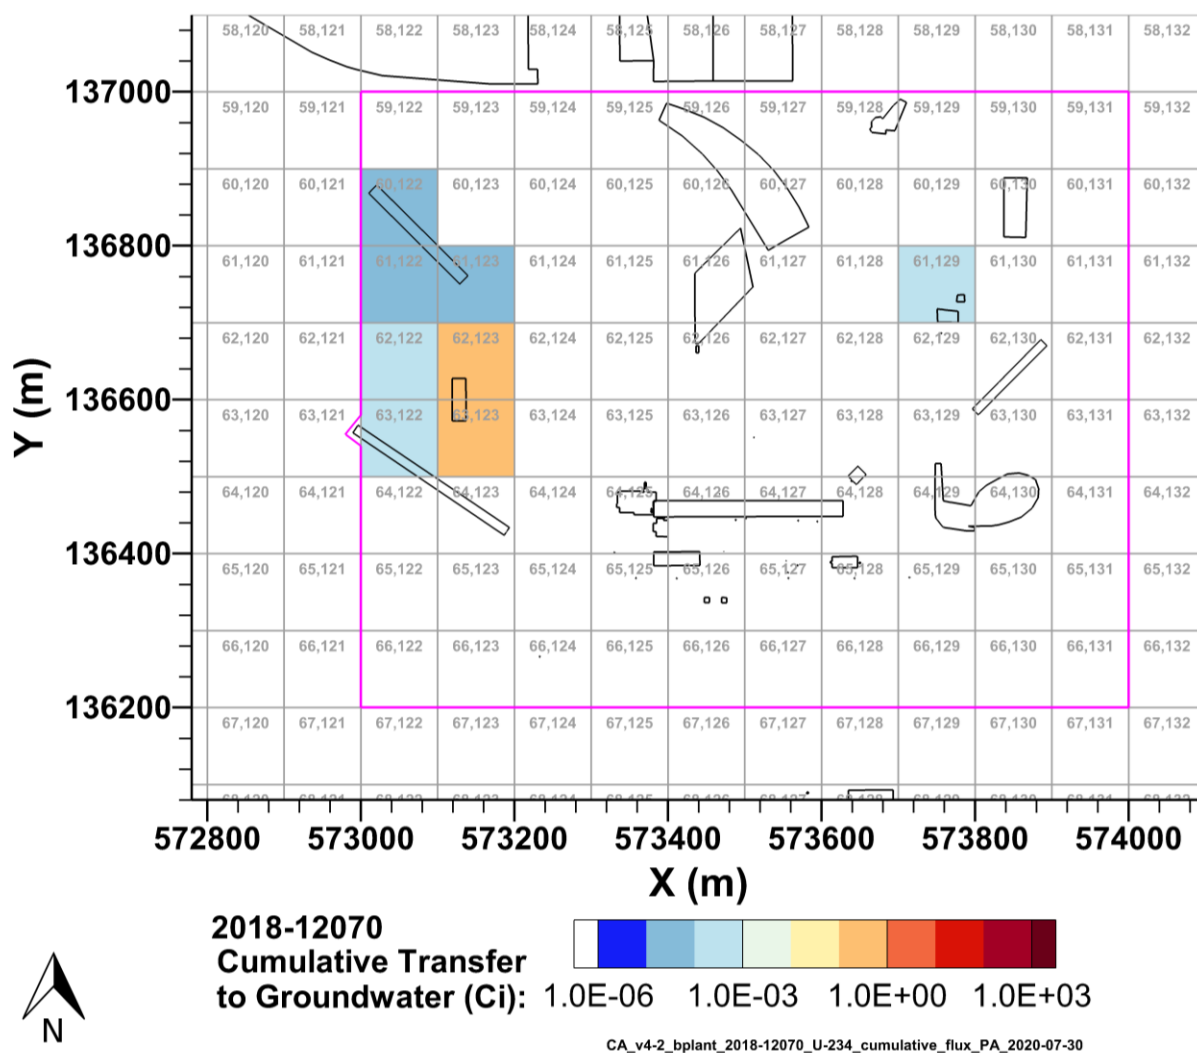 58,120 58,121 58,122 58,123 58,124 58,125 58,126 58,127 58,128 58,129 58,130 58,131 58,132
137000
59,120 59,121 59,122 59,123 59,124 59,125 59,126 59,127 59,128 59,129 59,130 59,131 59,132
60,120 60,121 60,122 60,123 60,124 60,125 60,126 60,127 60,128 60,129 60,130 60,131 60,132
136800
61,120 61,121 61,122 61,123 61,124 61,125 61,126 61,127 61,128 61,129 61,130 61,131 61,132
62,120 62,121 62,122 62,123 62,124 62,125 62,126 62,127 62,128 62,129 62,130 62,131 62,132
136600
63,120 63,121 63,122 63,123 63,124 63,125 63,126 63,127 63,128 63,129 63,130 63,131 63,132
Y (m)
64,120 64,121 64,122 64,123 64,124 64,125 64,126 64,127 64,128 64,129 64,130 64,131 64,132
136400
65,120 65,121 65,122 65,123 65,124 65,125 65,126 65,127 65,128 65,129 65,130 65,131 65,132
66,120 66,121 66,122 66,123 66,124 66,125 66,126 66,127 66,128 66,129 66,130 66,131 66,132
136200
67,120 67,121 67,122 67,123 67,124 67,125 67,126 67,127 67,128 67,129 67,130 67,131 67,132
572800 573000 573200 573400 573600 573800 574000
X (m)
2018-12070
Cumulative Transfer
to Groundwater (Ci): 1.0E-06 1.0E-03 1.0E+00 1.0E+03
N
CA_v4-2_bplant_2018-12070_U-234_cumulative_flux_PA_2020-07-30